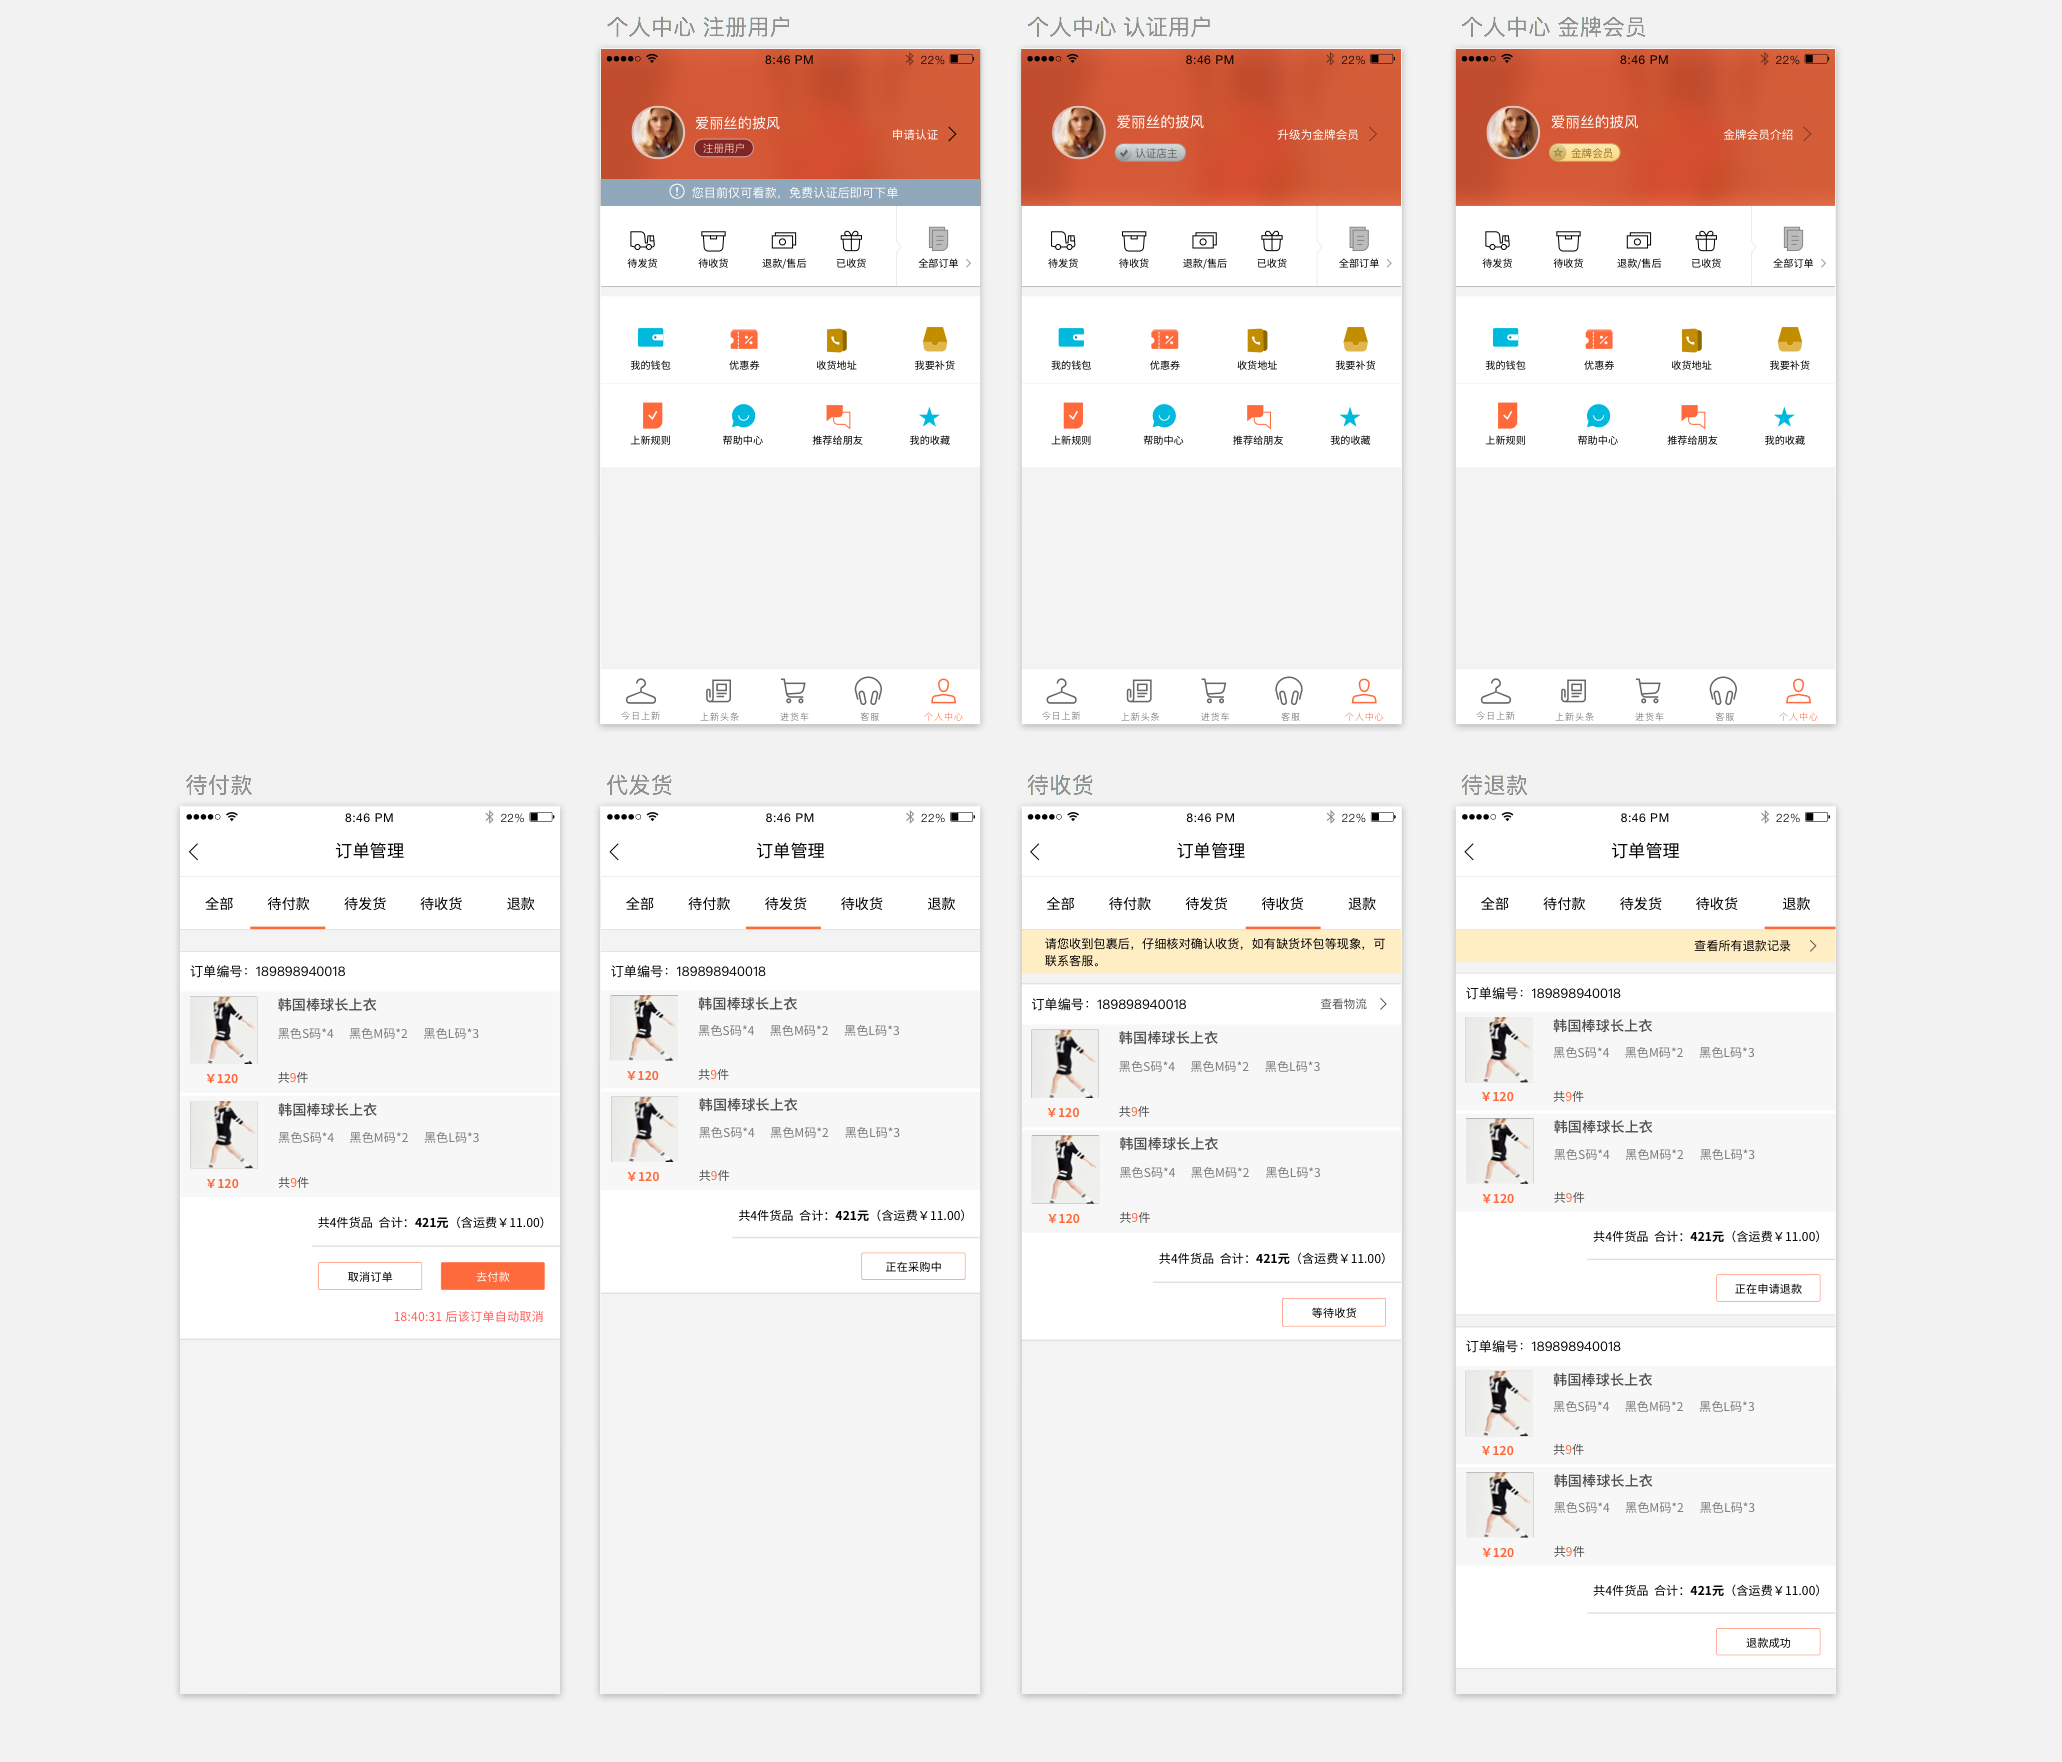 个人中心 注册用户
8:46 PM
22%
爱丽丝的披风
注册用户
申请认证
您目前仅可看款，免费认证后即可下单
待发货
待收货
退款/售后
已收货
全部订单
我的钱包
优惠券
收货地址
我要补货
上新规则
帮助中心
推荐给朋友
我的收藏
今日上新
上新头条
进货车
客服
个人中心
个人中心 认证用户
8:46 PM
22%
爱丽丝的披风
认证店主
升级为金牌会员
待发货
待收货
退款/售后
已收货
全部订单
我的钱包
优惠券
收货地址
我要补货
上新规则
帮助中心
推荐给朋友
我的收藏
今日上新
上新头条
进货车
客服
个人中心
个人中心 金牌会员
8:46 PM
22%
爱丽丝的披风
金牌会员
金牌会员介绍
待发货
待收货
退款/售后
已收货
全部订单
我的钱包
优惠券
收货地址
我要补货
上新规则
帮助中心
推荐给朋友
我的收藏
今日上新
上新头条
进货车
客服
个人中心
待付款
8:46 PM
22%
订单管理
全部 待付款 待发货 待收货 退款
订单编号：189898940018
韩国棒球长上衣
黑色S码*4 黑色M码*2 黑色L码*3
￥120 共9件
韩国棒球长上衣
黑色S码*4 黑色M码*2 黑色L码*3
￥120 共9件
共4件货品 合计：421元（含运费￥11.00）
取消订单 去付款
18:40:31 后该订单自动取消
代发货
8:46 PM
22%
订单管理
全部 待付款 待发货 待收货 退款
订单编号：189898940018
韩国棒球长上衣
黑色S码*4 黑色M码*2 黑色L码*3
￥120 共9件
韩国棒球长上衣
黑色S码*4 黑色M码*2 黑色L码*3
￥120 共9件
共4件货品 合计：421元（含运费￥11.00）
正在采购中
待收货
8:46 PM
22%
订单管理
全部 待付款 待发货 待收货 退款
请您收到包裹后，仔细核对确认收货，如有缺货坏包等现象，可
联系客服。
订单编号：189898940018 查看物流
韩国棒球长上衣
黑色S码*4 黑色M码*2 黑色L码*3
￥120 共9件
韩国棒球长上衣
黑色S码*4 黑色M码*2 黑色L码*3
￥120 共9件
共4件货品 合计：421元（含运费￥11.00）
等待收货
待退款
8:46 PM
22%
订单管理
全部 待付款 待发货 待收货 退款
查看所有退款记录
订单编号：189898940018
韩国棒球长上衣
黑色S码*4 黑色M码*2 黑色L码*3
￥120 共9件
韩国棒球长上衣
黑色S码*4 黑色M码*2 黑色L码*3
￥120 共9件
共4件货品 合计：421元（含运费￥11.00）
正在申请退款
订单编号：189898940018
韩国棒球长上衣
黑色S码*4 黑色M码*2 黑色L码*3
￥120 共9件
韩国棒球长上衣
黑色S码*4 黑色M码*2 黑色L码*3
￥120 共9件
共4件货品 合计：421元（含运费￥11.00）
退款成功